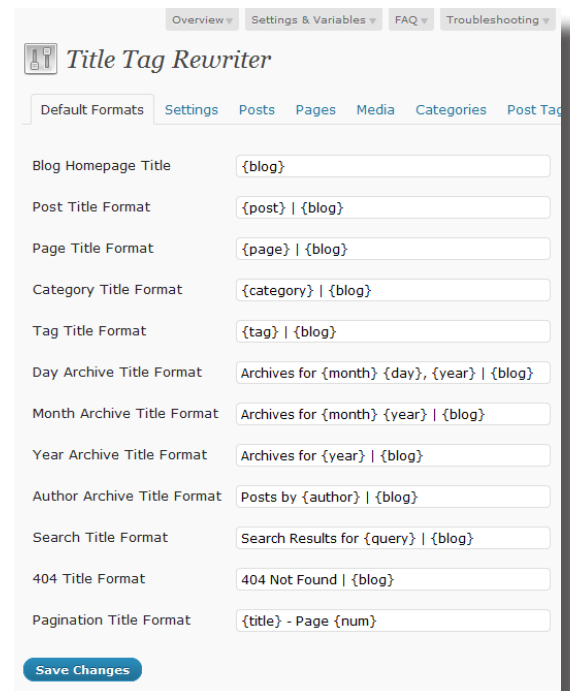 Overview Settings & Variables FAQ Troubleshooting
Title Tag Rewriter
Default Formats Settings Posts Pages Media Categories Post Tag
Blog Homepage Title {blog}
Post Title Format {post} | {blog}
Page Title Format {page} | {blog}
Category Title Format {category} | {blog}
Tag Title Format {tag} | {blog}
Day Archive Title Format Archives for {month} {day}, {year} | {blog}
Month Archive Title Format Archives for {month} {year} | {blog}
Year Archive Title Format Archives for {year} | {blog}
Author Archive Title Format Posts by {author} | {blog}
Search Title Format Search Results for {query} | {blog}
404 Title Format 404 Not Found | {blog}
Pagination Title Format {title} - Page {num}
Save Changes